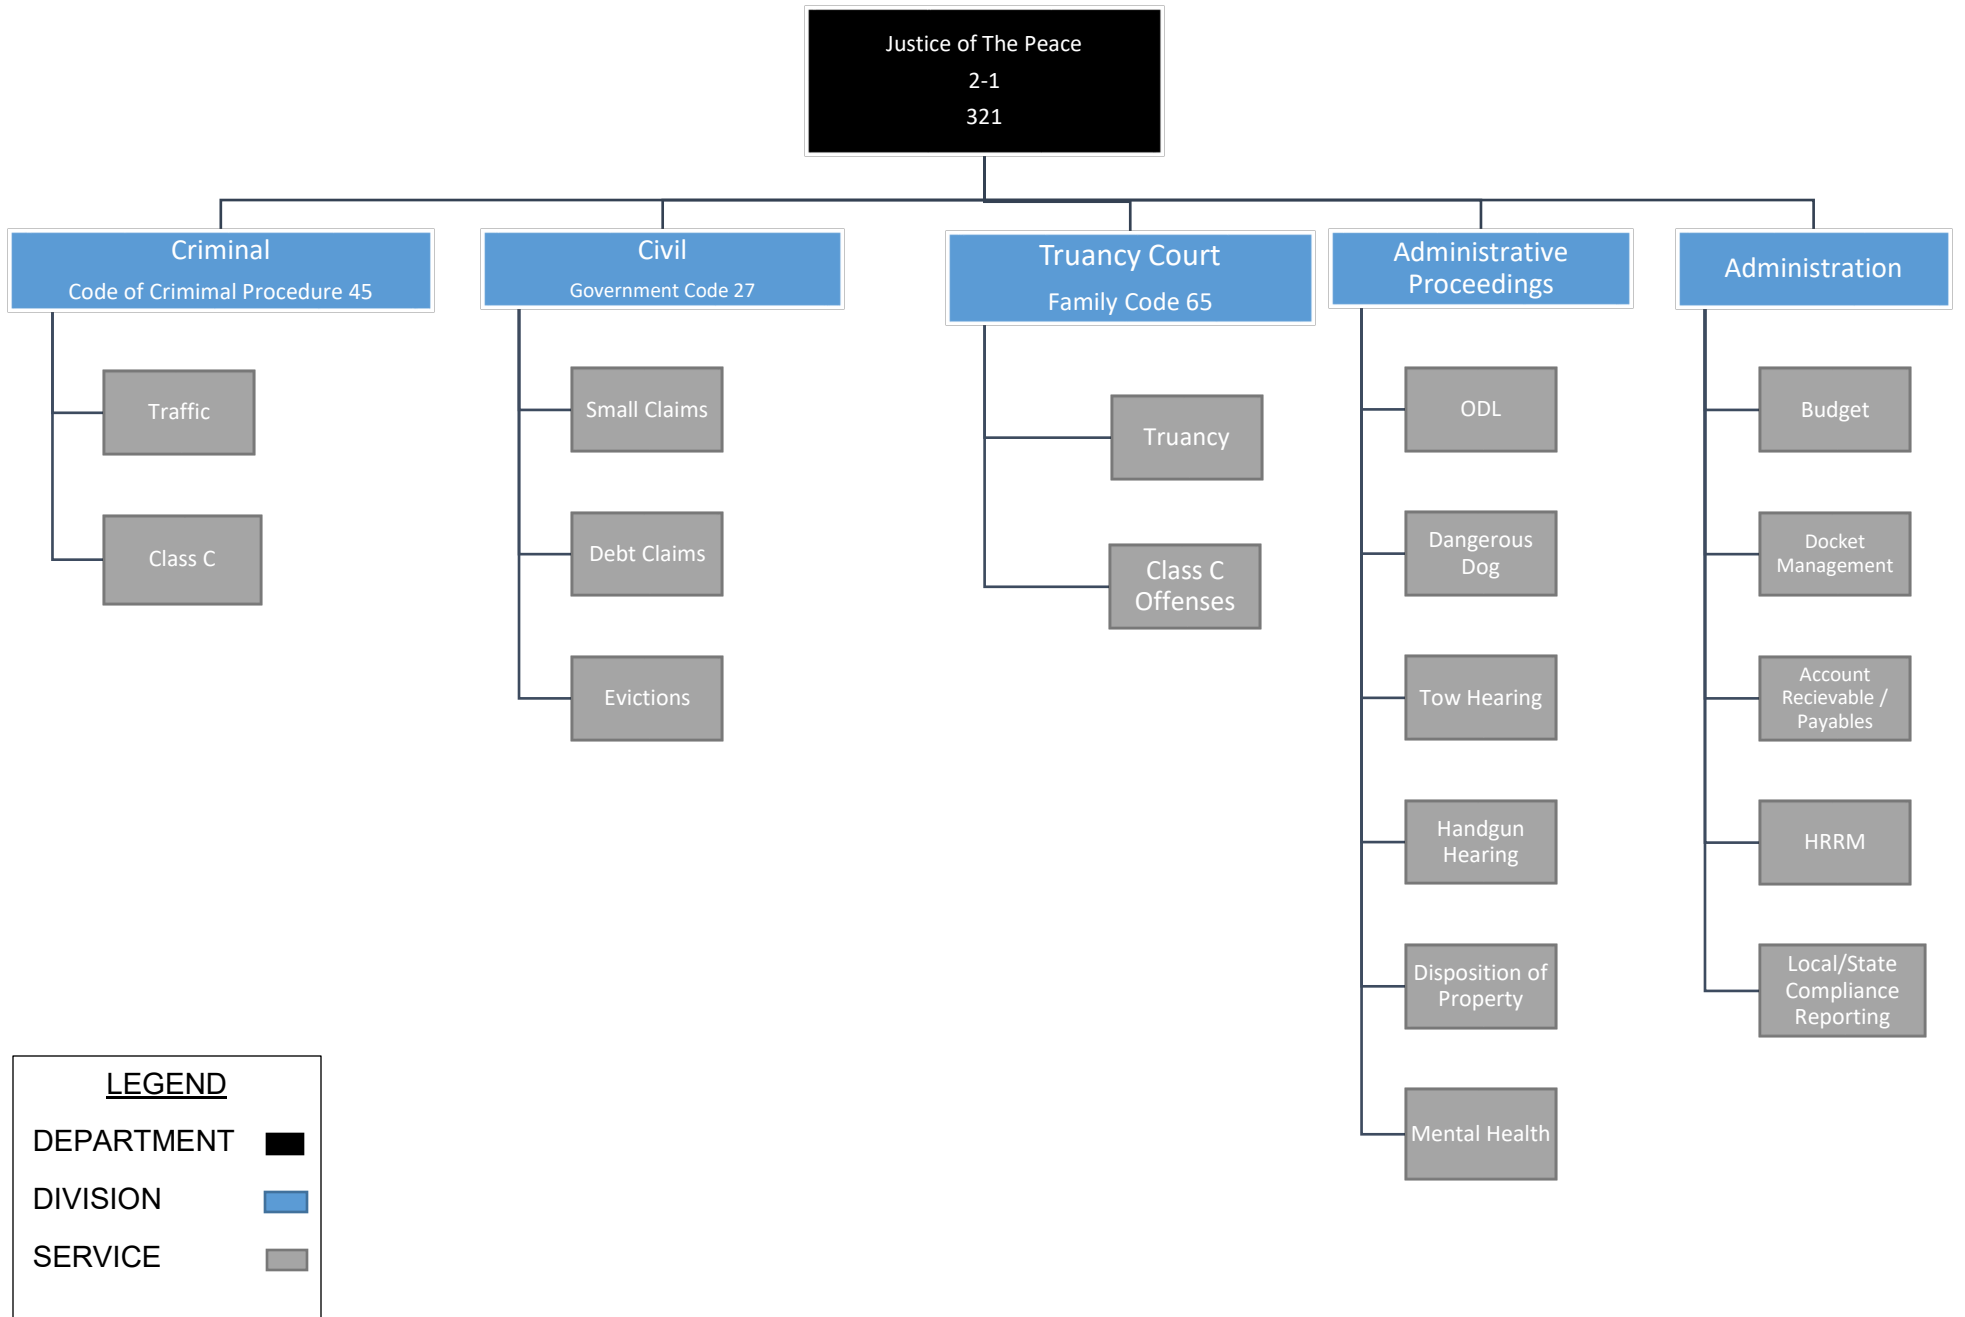 Justice of The Peace
2-1
321
Criminal
Code of Crimimal Procedure 45
Civil
Government Code 27
Truancy Court
Family Code 65
Administrative
Proceedings
Administration
Traffic
Class C
Small Claims
Debt Claims
Evictions
Truancy
Class C
Offenses
ODL
Dangerous
Dog
Tow Hearing
Handgun
Hearing
Disposition of
Property
Mental Health
Budget
Docket
Management
Account
Recievable /
Payables
HRRM
Local/State
Compliance
Reporting
LEGEND
DEPARTMENT
DIVISION
SERVICE